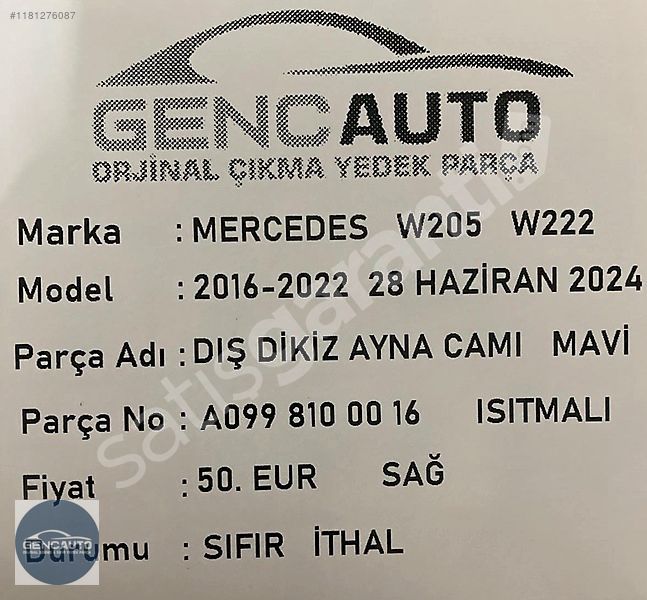 #1181276087
GENCAUTO
ORJİNAL ÇIKMA YEDEK PARÇA
Marka : MERCEDES W205 W222
Model : 2016-2022 28 HAZİRAN 2024
Parça Adı : DIŞ DİKİZ AYNA CAMI MAVİ
Parça No : A099 810 00 16 ISITMALI
Fiyat : 50. EUR SAĞ
Durumu : SIFIR İTHAL
GENCAUTO
satışgaranti